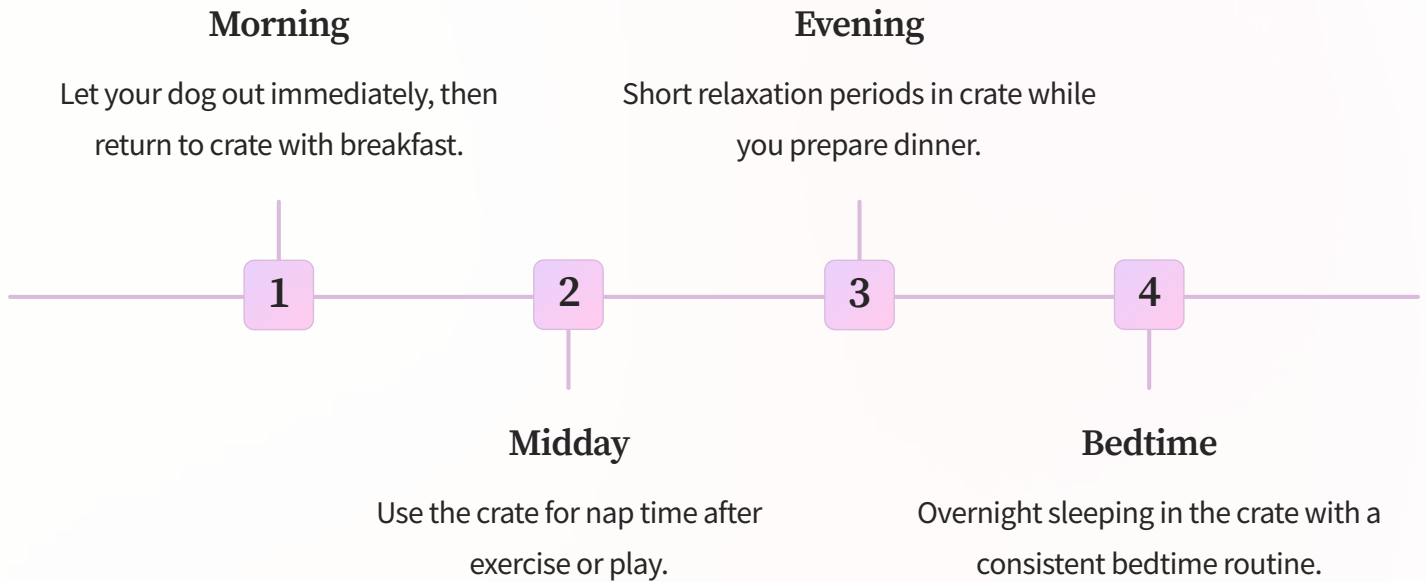 Morning
Let your dog out immediately, then
return to crate with breakfast.
Evening
Short relaxation periods in crate while
you prepare dinner.
1
2
3
4
Midday
Use the crate for nap time after
exercise or play.
Bedtime
Overnight sleeping in the crate with a
consistent bedtime routine.